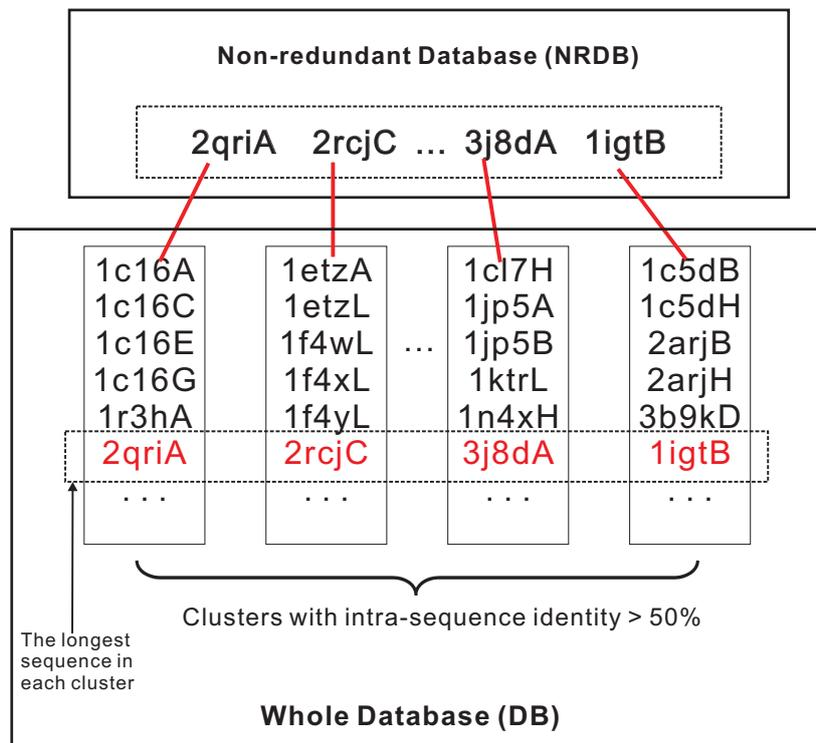 Non-redundant Database (NRDB)
2qriA 2rcjC ... 3j8dA 1igtB
1c16A 1etzA 1cl7H 1c5dB
1c16C 1etzL 1jp5A 1c5dH
1c16E 1f4wL ... 1jp5B 2arjB
1c16G 1f4xL 1ktrL 2arjH
1r3hA 1f4yL 1n4xH 3b9kD
2qriA 2rcjC 3j8dA 1igtB
. . . . . . . . . . . .
Clusters with intra-sequence identity > 50%
The longest
sequence in
each cluster
Whole Database (DB)